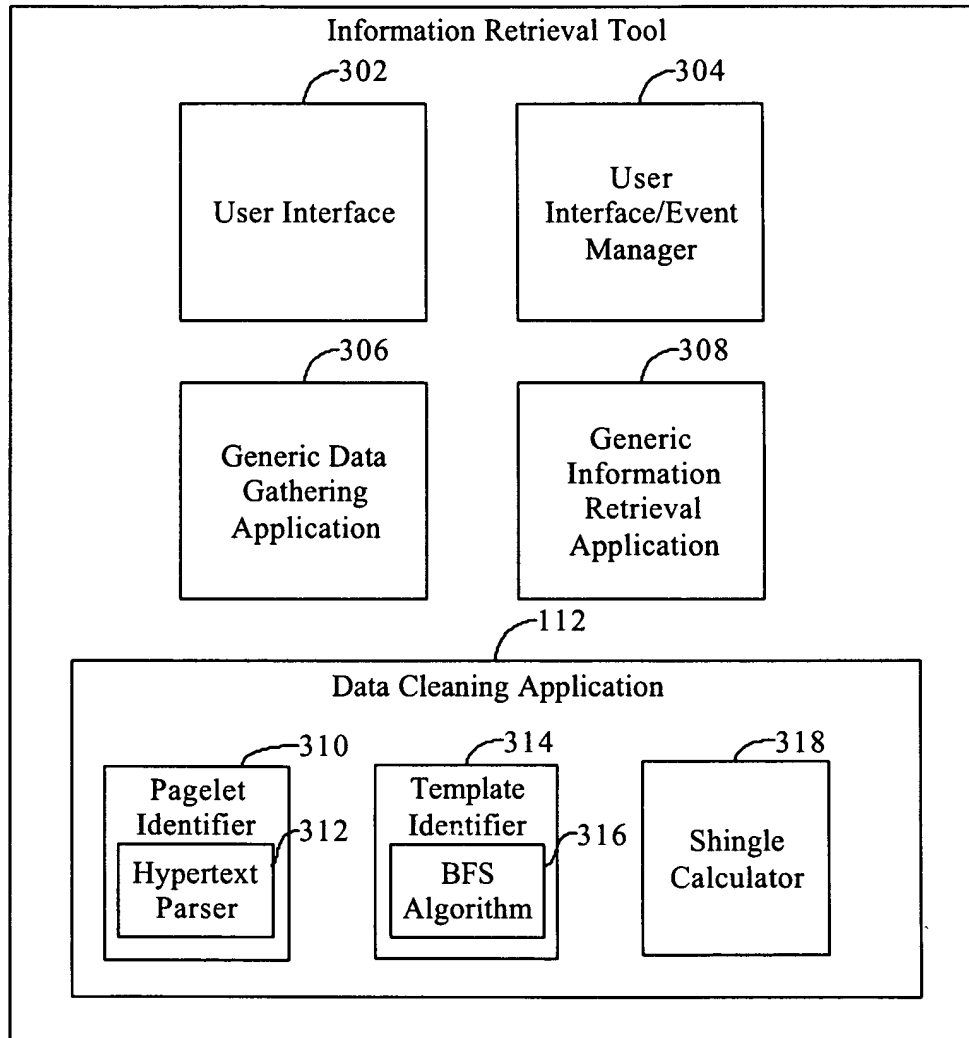 Information Retrieval Tool
302
304
User Interface
User
Interface/Event
Manager
306
308
Generic Data
Gathering
Application
Generic
Information
Retrieval
Application
112
Data Cleaning Application
310
314
318
Pagelet
Identifier
312
Hypertext
Parser
Template
Identifier
316
BFS
Algorithm
Shingle
Calculator